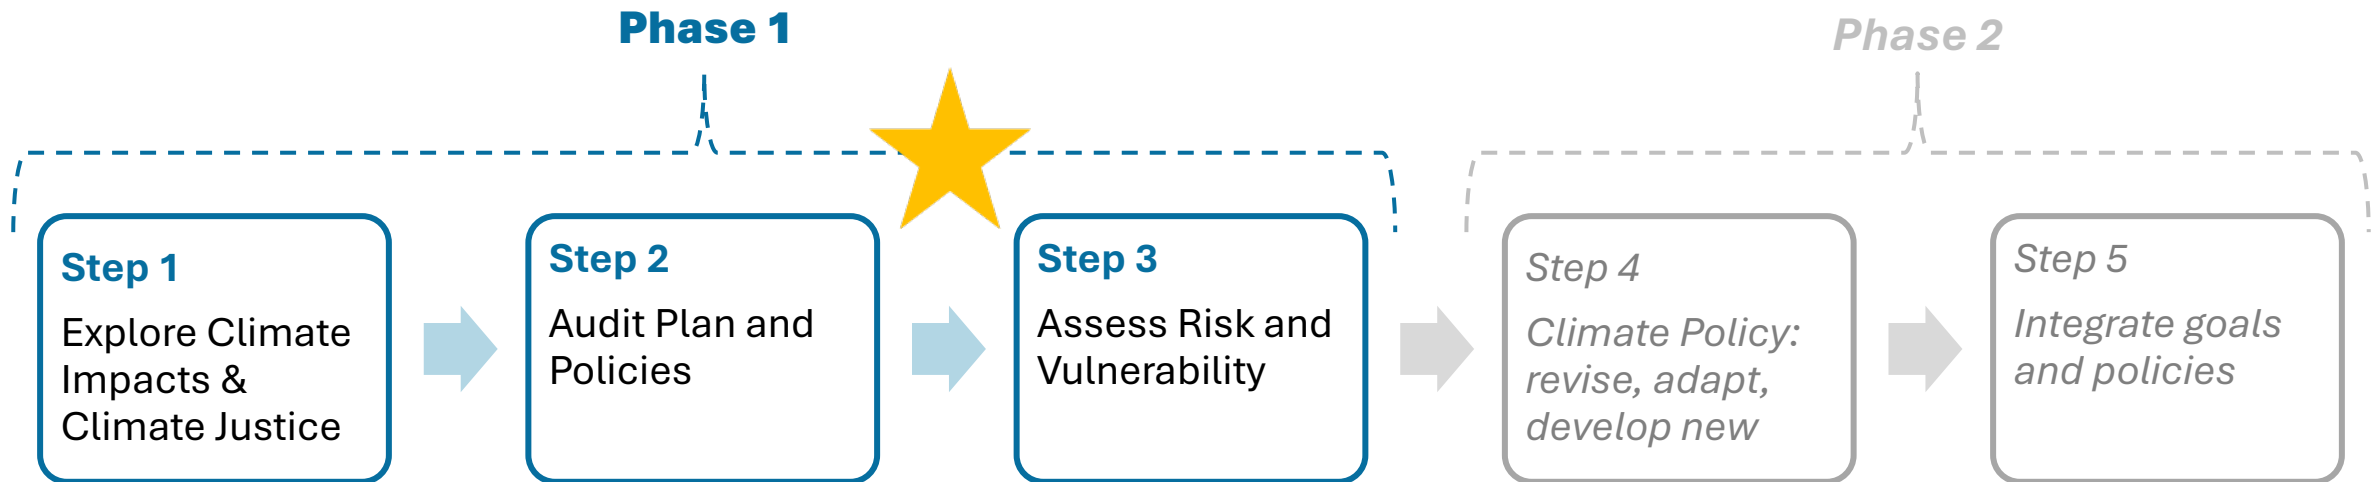 Phase 1
Phase 2
Step 1
Explore Climate
Impacts &
Climate Justice
Step 2
Audit Plan and
Policies
Step 3
Assess Risk and
Vulnerability
Step 4
Climate Policy:
revise, adapt,
develop new
Step 5
Integrate goals
and policies